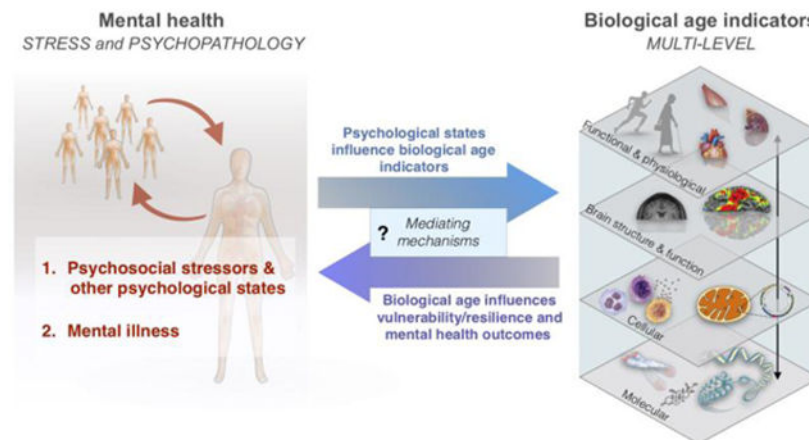 Mental health
STRESS and PSYCHOPATHOLOGY
Biological age indicators
MULTI-LEVEL
Psychological states
influence biological age
indicators
? Mediating
mechanisms
Biological age influences
vulnerability/resilience and
mental health outcomes
1. Psychosocial stressors &
other psychological states
2. Mental illness
Functional & physiological
Brain structure & function
Cellular
Molecular